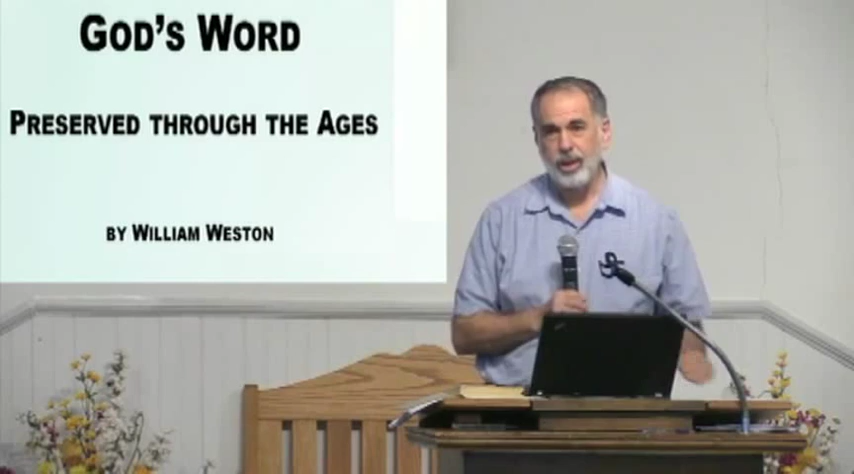 GOD'S WORD
PRESERVED THROUGH THE AGES
BY WILLIAM WESTON